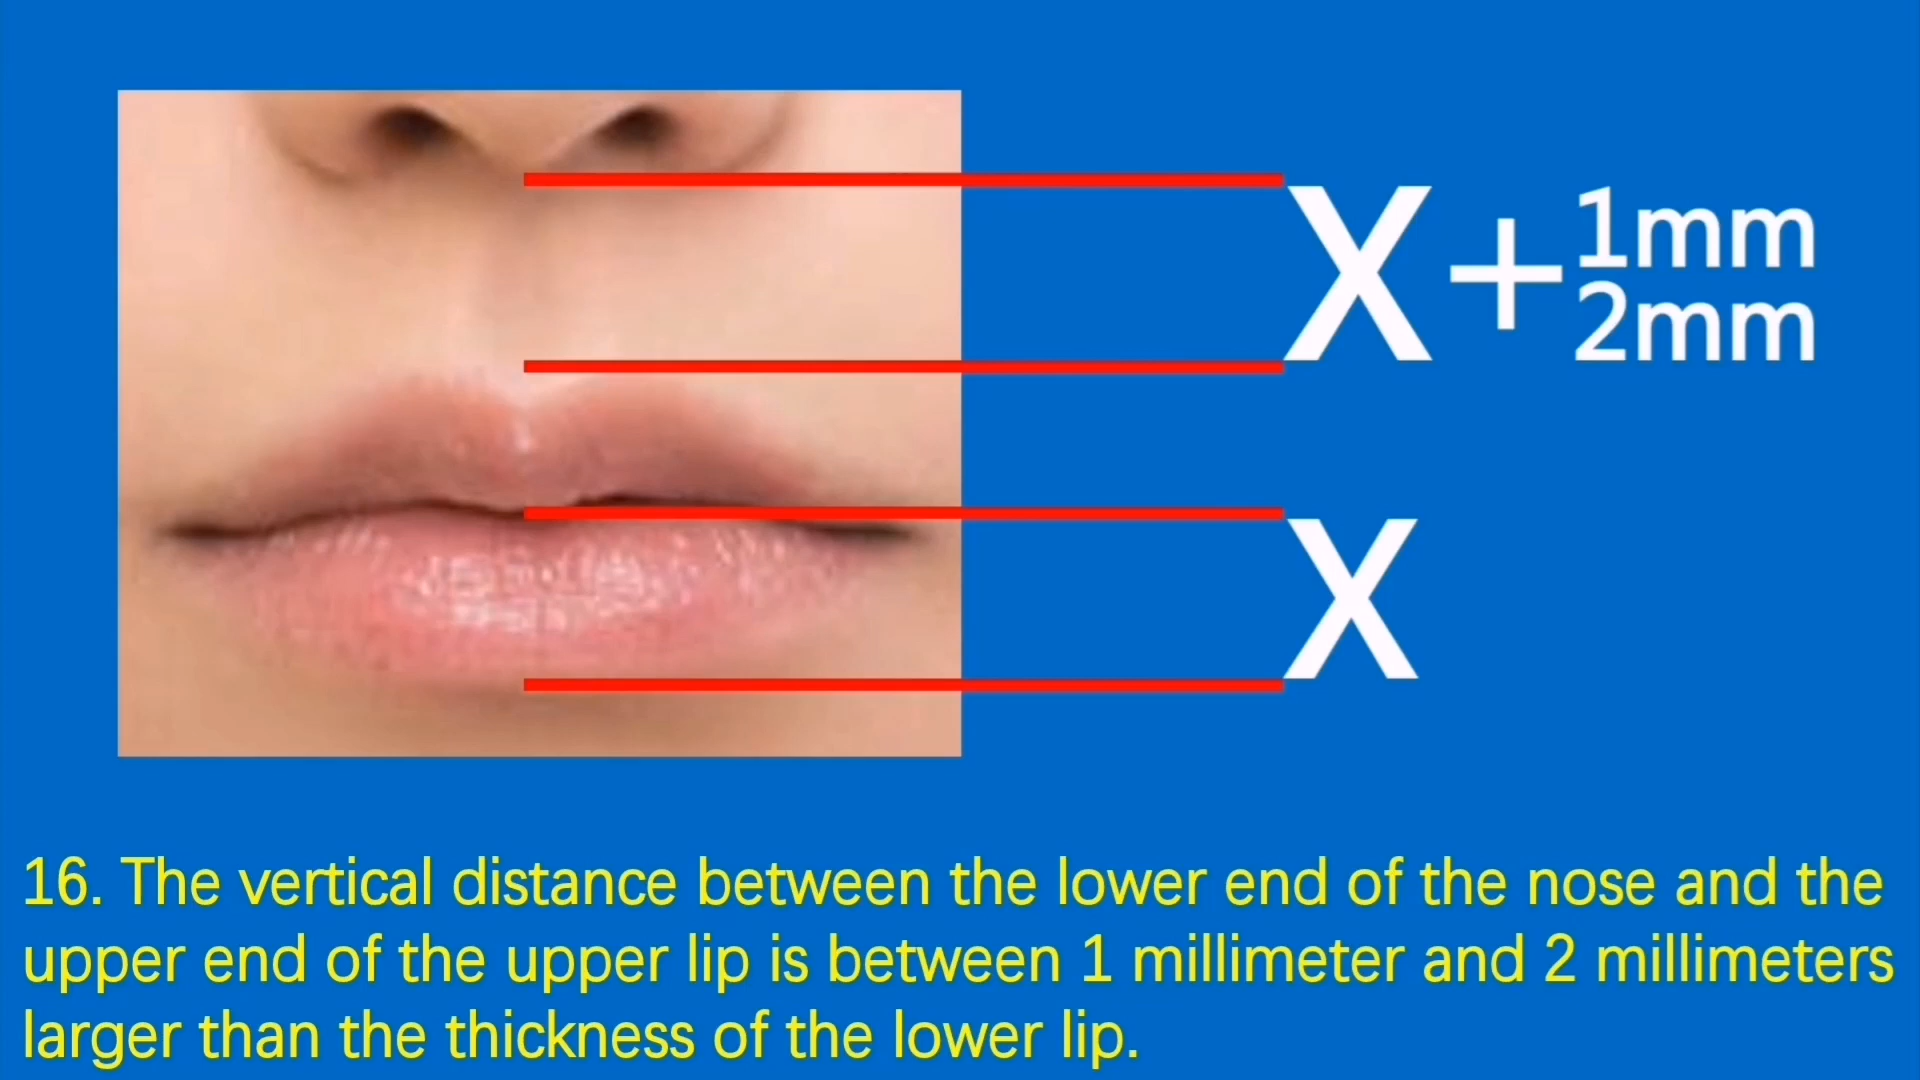 X+1mm
2mm
X
16. The vertical distance between the lower end of the nose and the
upper end of the upper lip is between 1 millimeter and 2 millimeters
larger than the thickness of the lower lip.